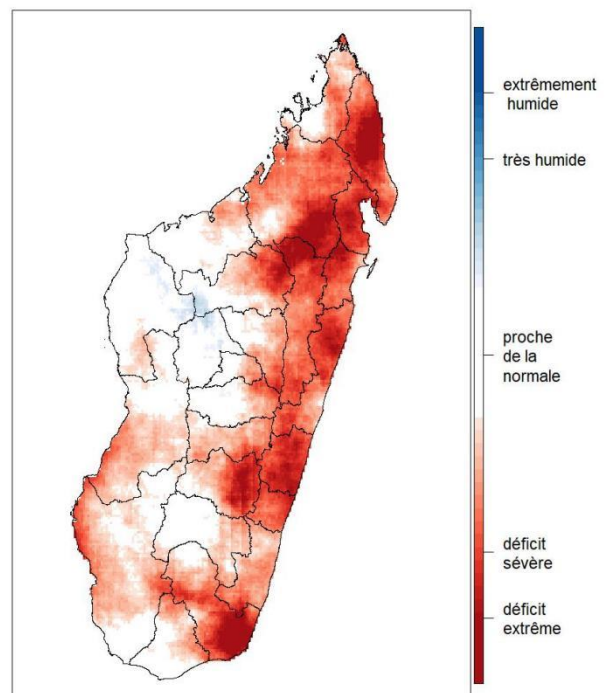 extrêmement
humide
très humide
proche
de la
normale
déficit
sévère
déficit
extrême